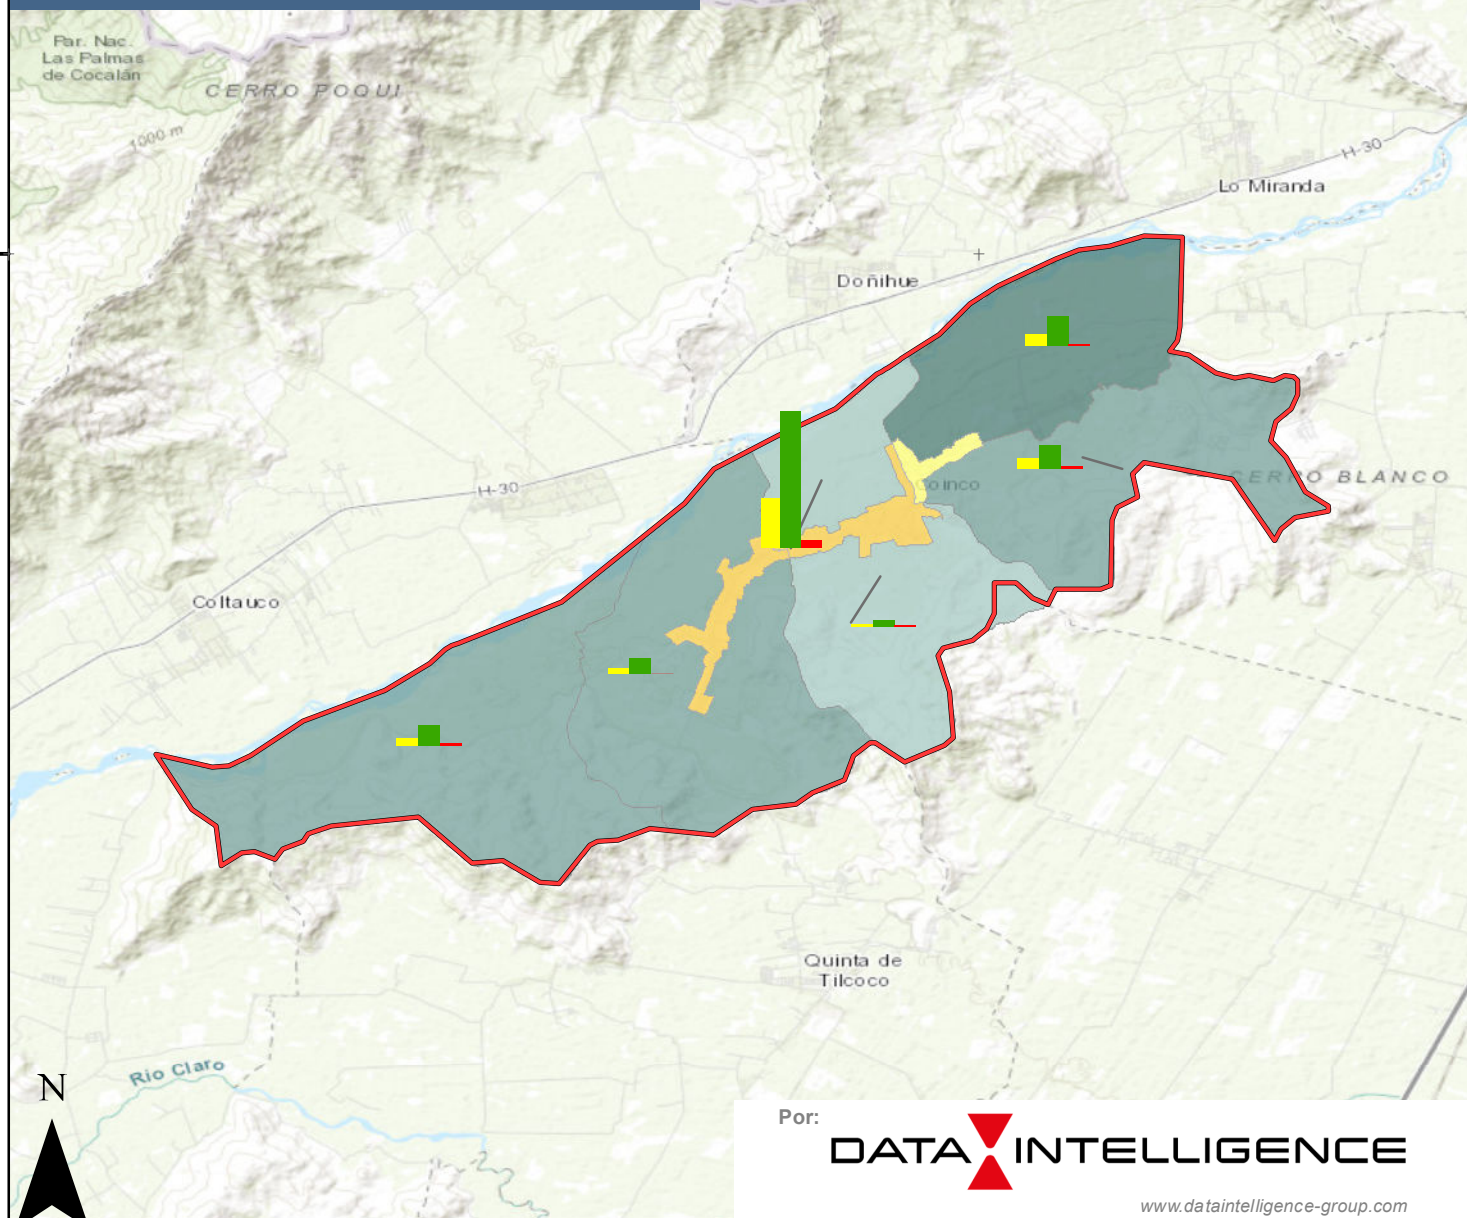 Par. Nac.
Las Palmas
de Cocalán
CERRO POQUI
1000 m
H-30
Lo Miranda
Doñihue
Coinco
CERRO BLANCO
H-30
Coltauco
Quinta de
Tilcoco
Rio Claro
N
Por:
DATA INTELLIGENCE
www.dataintelligence-group.com